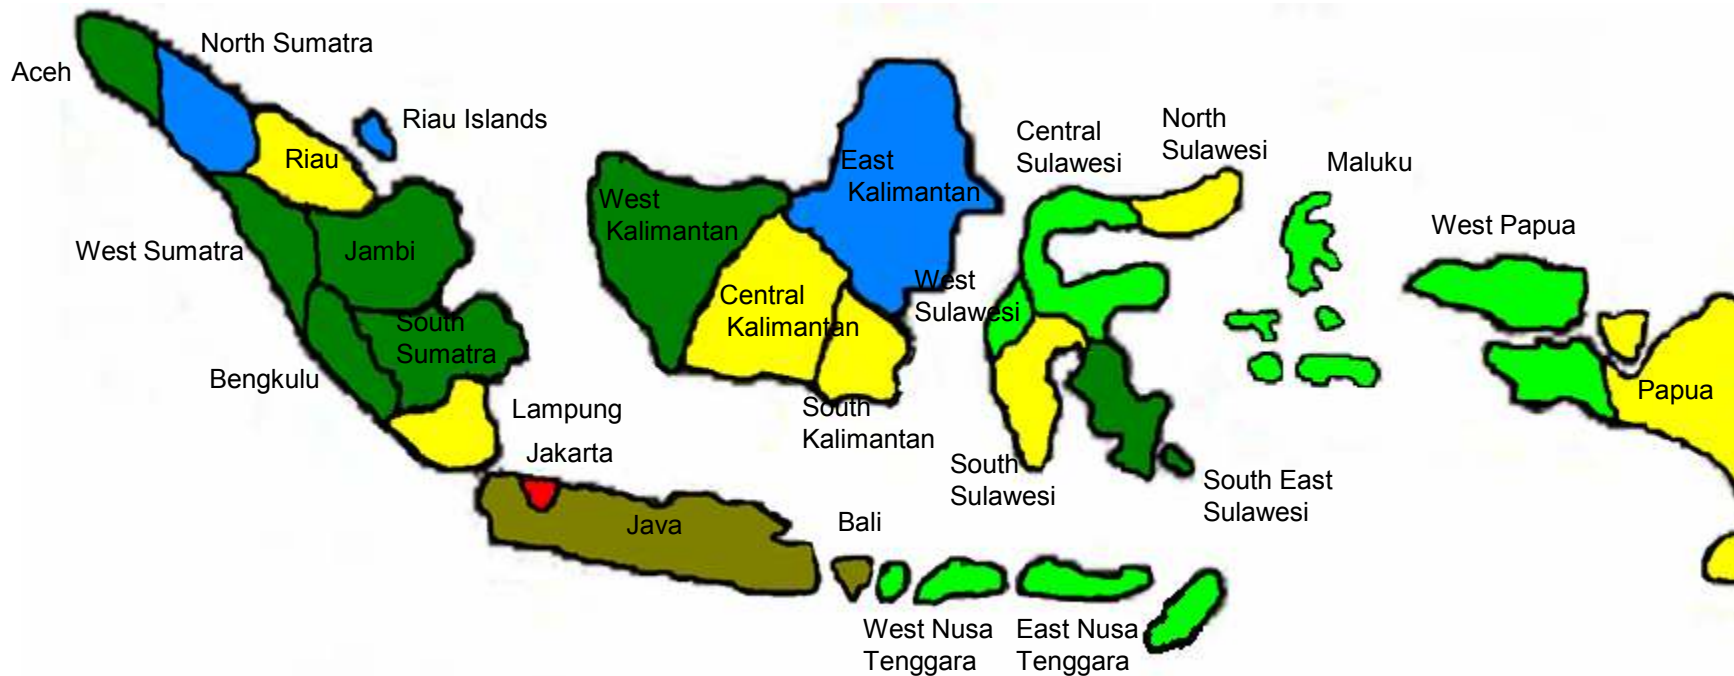 North Sumatra
Aceh
Riau Islands
Riau
West Sumatra
Jambi
South
Sumatra
Bengkulu
Lampung
Jakarta
Java
Bali
West
Kalimantan
Central
Kalimantan
East
Kalimantan
South
Kalimantan
West
Sulawesi
Central
Sulawesi
North
Sulawesi
South
Sulawesi
South East
Sulawesi
Maluku
West Papua
Papua
West Nusa
Tenggara
East Nusa
Tenggara